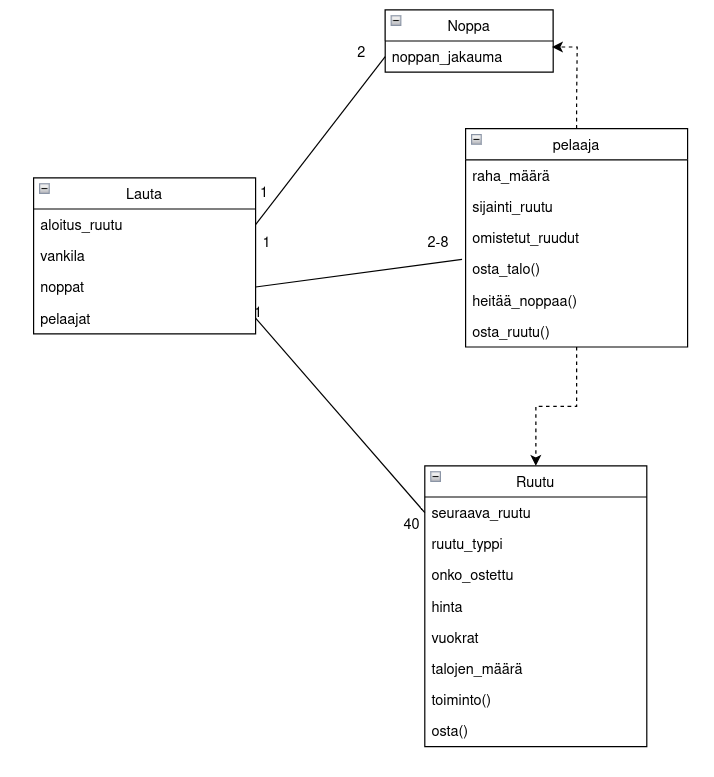 Noppa
noppan_jakauma
2
1
pelaaja
raha_määrä
sijainti_ruutu
omistetut_ruudut
osta_talo()
heitää_noppaa()
osta_ruutu()
Lauta
aloitus_ruutu
vankila
noppat
pelaajat
1
2-8
1
40
Ruutu
seuraava_ruutu
ruutu_typpi
onko_ostettu
hinta
vuokrat
talojen_määrä
toiminto()
osta()